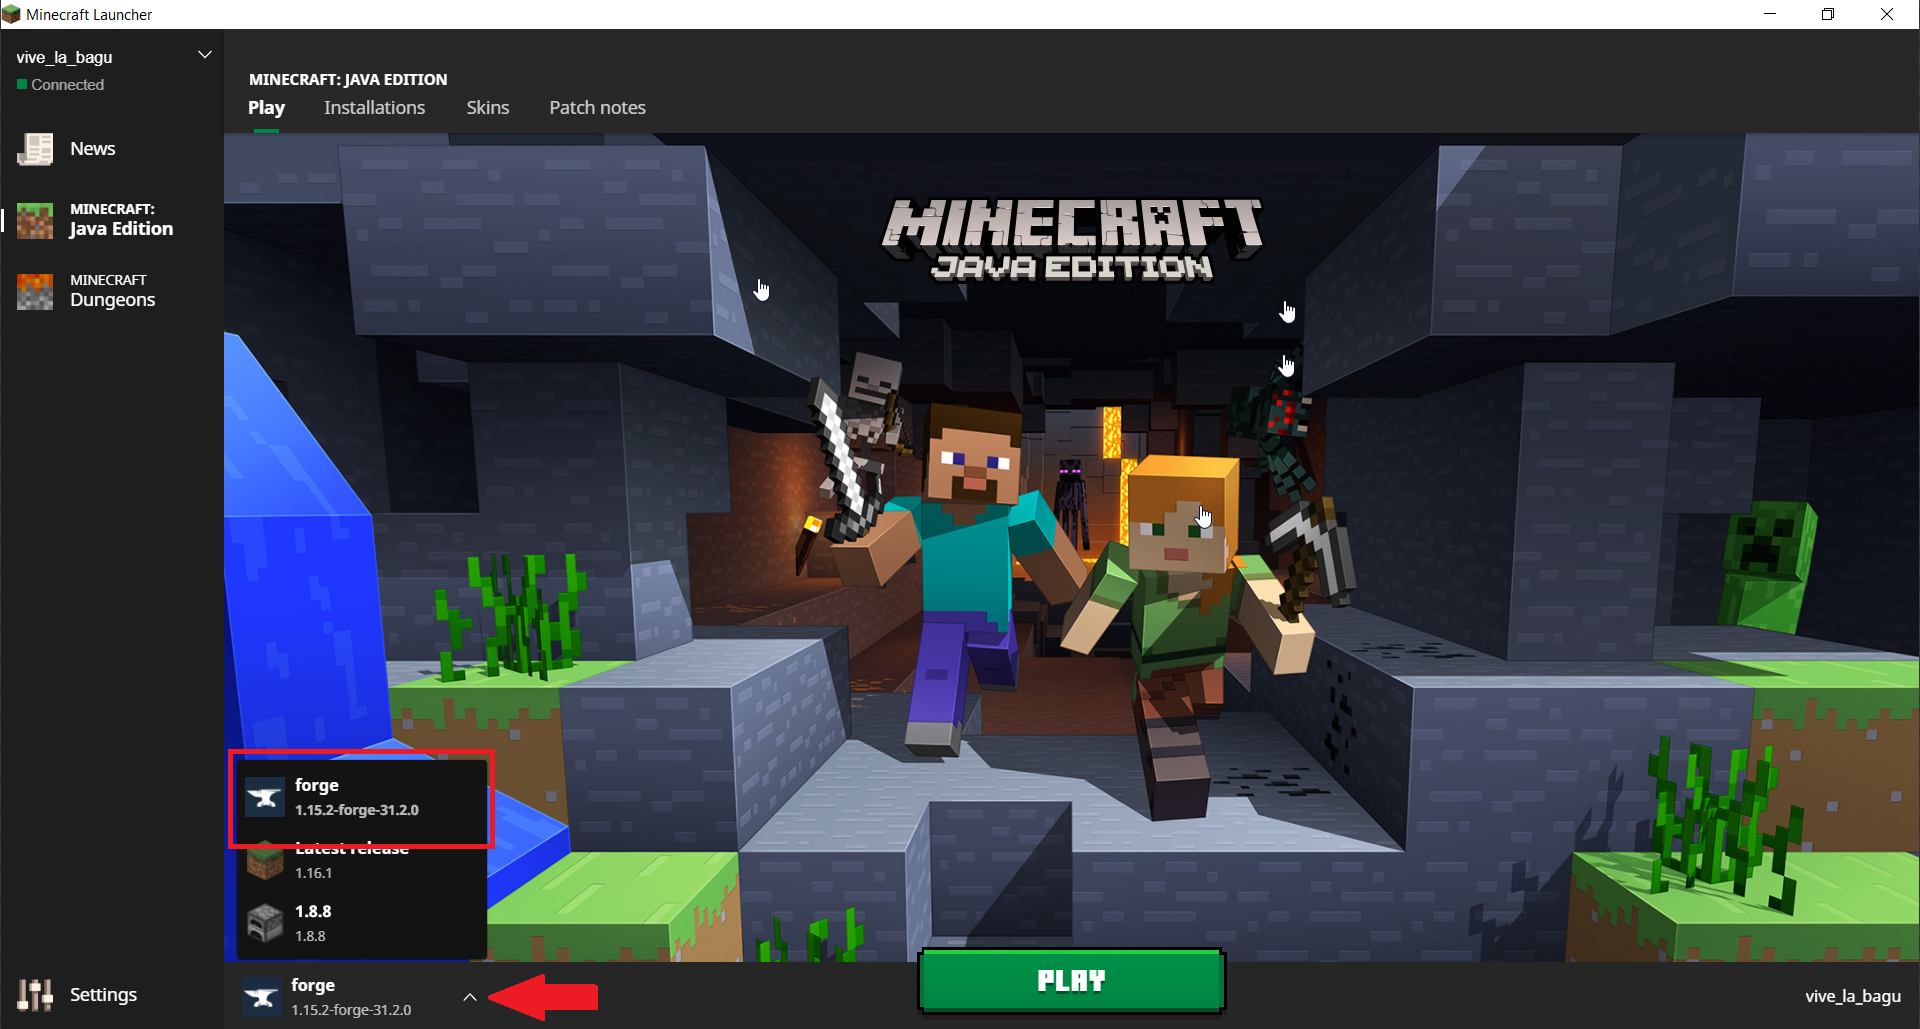 Minecraft Launcher
vive_la_bagu
Connected
News
MINECRAFT:
Java Edition
MINECRAFT
Dungeons
Settings
MINECRAFT: JAVA EDITION
Play Installations Skins Patch notes
MINECRAFT
JAVA EDITION
forge
1.15.2-forge-31.2.0
Latest release
1.16.1
1.8.8
1.8.8
forge
1.15.2-forge-31.2.0
PLAY
vive_la_bagu